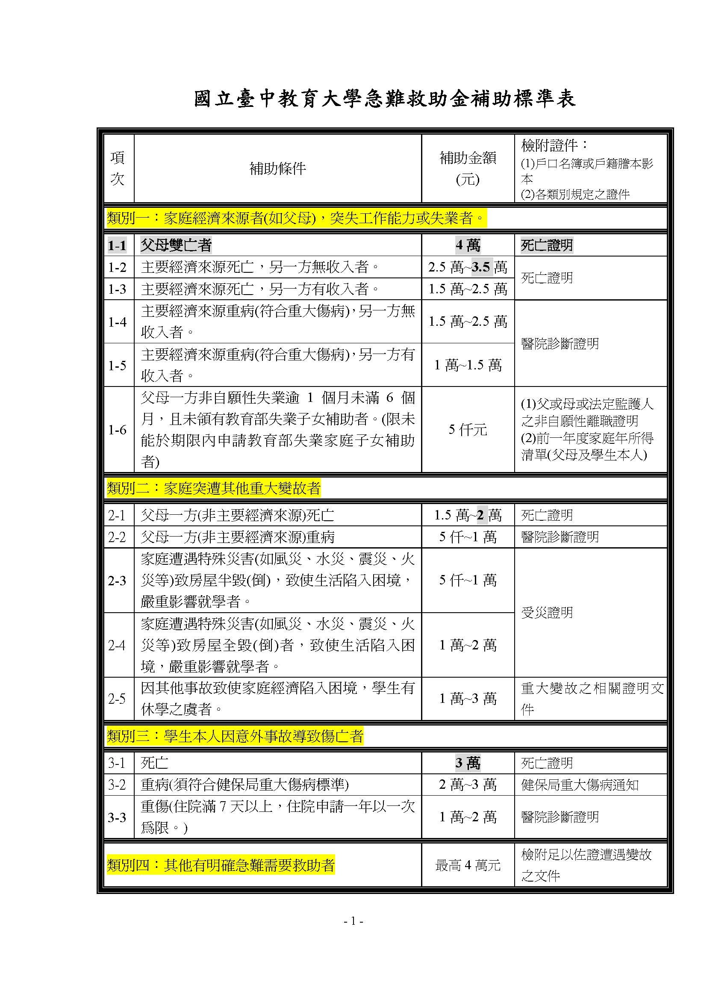 國立臺中教育大學急難救助金補助標準表
項
次
補助條件
補助金額
(元)
檢附證件：
(1)戶口名簿或戶籍謄本影
本
(2)各類別規定之證件
類別一：家庭經濟來源者(如父母)，突失工作能力或失業者。
1-1
父母雙亡者
4 萬
死亡證明
1-2
主要經濟來源死亡，另一方無收入者。
2.5 萬~3.5 萬
死亡證明
1-3
主要經濟來源死亡，另一方有收入者。
1.5 萬~2.5 萬
1-4
主要經濟來源重病(符合重大傷病)，另一方無
收入者。
1.5 萬~2.5 萬
醫院診斷證明
1-5
主要經濟來源重病(符合重大傷病)，另一方有
收入者。
1 萬~1.5 萬
1-6
父母一方非自願性失業逾 1 個月未滿 6 個
月，且未領有教育部失業子女補助者。(限未
能於期限內申請教育部失業家庭子女補助
者)
5 仟元
(1)父或母或法定監護人
之非自願性離職證明
(2)前一年度家庭年所得
清單(父母及學生本人)
類別二：家庭突遭其他重大變故者
2-1
父母一方(非主要經濟來源)死亡
1.5 萬~2 萬
死亡證明
2-2
父母一方(非主要經濟來源)重病
5 仟~1 萬
醫院診斷證明
2-3
家庭遭遇特殊災害(如風災、水災、震災、火
災等)致房屋半毀(倒)，致使生活陷入困境，
嚴重影響就學者。
5 仟~1 萬
受災證明
2-4
家庭遭遇特殊災害(如風災、水災、震災、火
災等)致房屋全毀(倒)者，致使生活陷入困
境，嚴重影響就學者。
1 萬~2 萬
2-5
因其他事故致使家庭經濟陷入困境，學生有
休學之虞者。
1 萬~3 萬
重大變故之相關證明文
件
類別三：學生本人因意外事故導致傷亡者
3-1
死亡
3 萬
死亡證明
3-2
重病(須符合健保局重大傷病標準)
2 萬~3 萬
健保局重大傷病通知
3-3
重傷(住院滿 7 天以上，住院申請一年以一次
為限。)
1 萬~2 萬
醫院診斷證明
類別四：其他有明確急難需要救助者
最高 4 萬元
檢附足以佐證遭遇變故
之文件
- 1 -